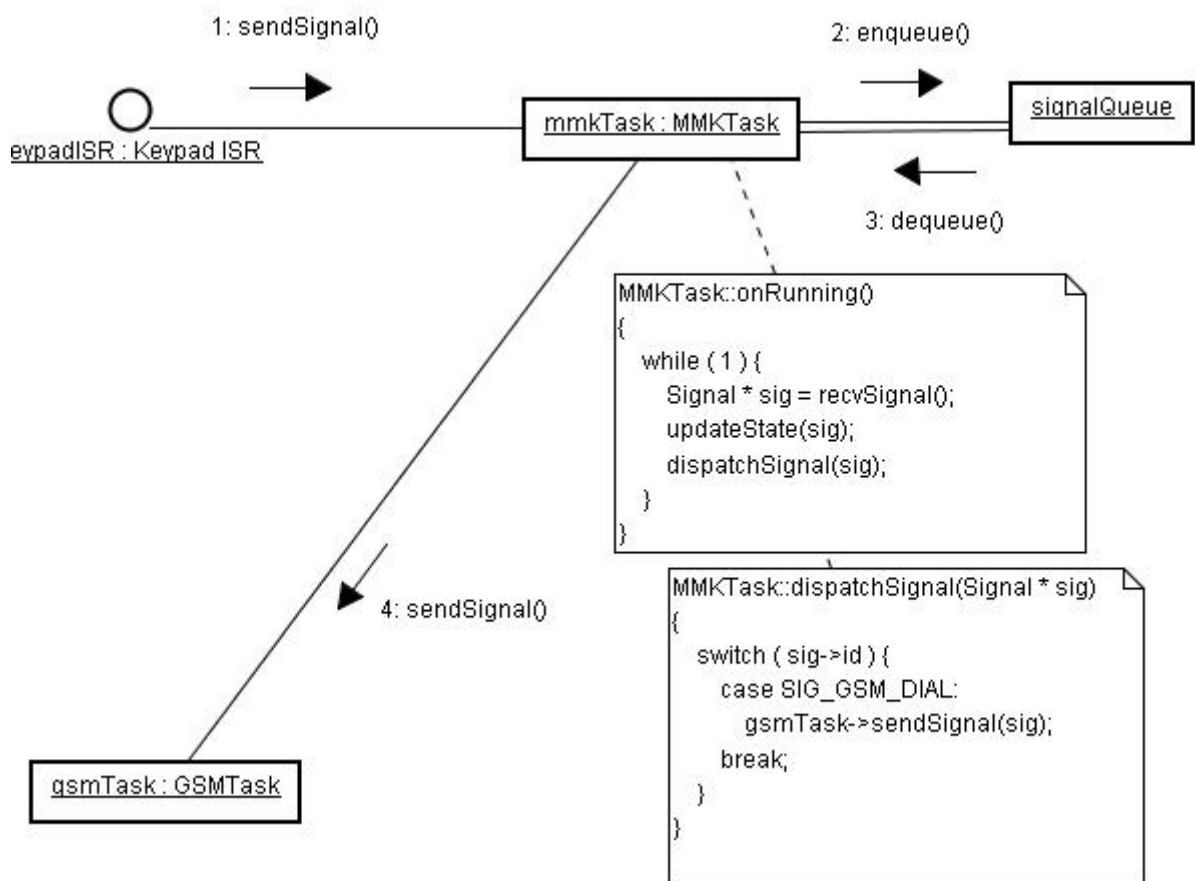 1: sendSignal()
2: enqueue()
mmkTask : MMKTask
signalQueue
eypadISR : Keypad ISR
3: dequeue()
MMKTask::onRunning()
{
while ( 1 ) {
Signal * sig = recvSignal();
updateState(sig);
dispatchSignal(sig);
}
}
4: sendSignal()
MMKTask::dispatchSignal(Signal * sig)
{
switch ( sig->id ) {
case SIG_GSM_DIAL:
gsmTask->sendSignal(sig);
break;
}
}
gsmTask : GSMTask